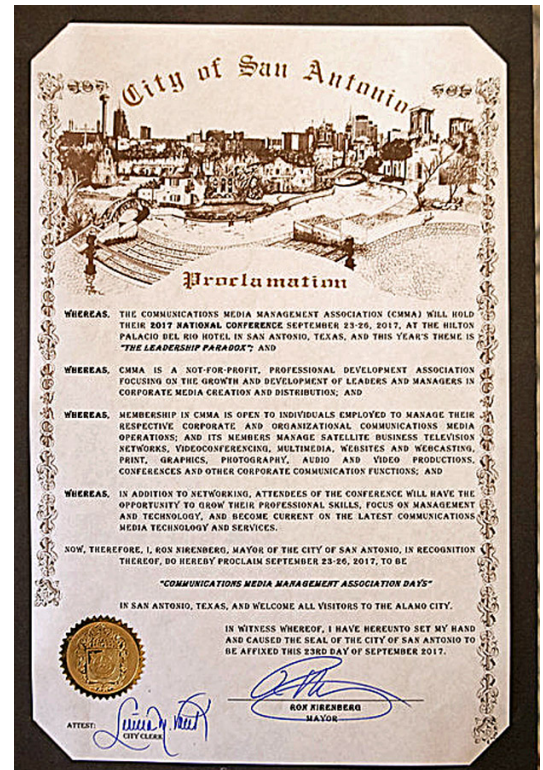 City of San Antonio
Proclamation
WHEREAS, THE COMMUNICATIONS MEDIA MANAGEMENT ASSOCIATION (CMMA) WILL HOLD
THEIR 2017 NATIONAL CONFERENCE SEPTEMBER 23-26, 2017, AT THE HILTON
PALACIO DEL RIO HOTEL IN SAN ANTONIO, TEXAS, AND THIS YEAR'S THEME IS
"THE LEADERSHIP PARADOX"; AND
WHEREAS, CMMA IS A NOT-FOR-PROFIT, PROFESSIONAL DEVELOPMENT ASSOCIATION
FOCUSING ON THE GROWTH AND DEVELOPMENT OF LEADERS AND MANAGERS IN
CORPORATE MEDIA CREATION AND DISTRIBUTION; AND
WHEREAS, MEMBERSHIP IN CMMA IS OPEN TO INDIVIDUALS EMPLOYED TO MANAGE THEIR
RESPECTIVE CORPORATE AND ORGANIZATIONAL COMMUNICATIONS MEDIA
OPERATIONS; AND ITS MEMBERS MANAGE SATELLITE BUSINESS TELEVISION
NETWORKS, VIDEOCONFERENCING, MULTIMEDIA, WEBSITES AND WEBCASTING,
PRINT, GRAPHICS, PHOTOGRAPHY, AUDIO AND VIDEO PRODUCTIONS,
CONFERENCES AND OTHER CORPORATE COMMUNICATION FUNCTIONS; AND
WHEREAS, IN ADDITION TO NETWORKING, ATTENDEES OF THE CONFERENCE WILL HAVE THE
OPPORTUNITY TO GROW THEIR PROFESSIONAL SKILLS, FOCUS ON MANAGEMENT
AND TECHNOLOGY, AND BECOME CURRENT ON THE LATEST COMMUNICATIONS
MEDIA TECHNOLOGY AND SERVICES.
NOW, THEREFORE, I, RON NIRENBERG, MAYOR OF THE CITY OF SAN ANTONIO, IN RECOGNITION
THEREOF, DO HEREBY PROCLAIM SEPTEMBER 23-26, 2017, TO BE
"COMMUNICATIONS MEDIA MANAGEMENT ASSOCIATION DAYS"
IN SAN ANTONIO, TEXAS, AND WELCOME ALL VISITORS TO THE ALAMO CITY.
IN WITNESS WHEREOF, I HAVE HEREUNTO SET MY HAND
AND CAUSED THE SEAL OF THE CITY OF SAN ANTONIO TO
BE AFFIXED THIS 23RD DAY OF SEPTEMBER 2017.
RON NIRENBERG
MAYOR
ATTEST:
CITY CLERK